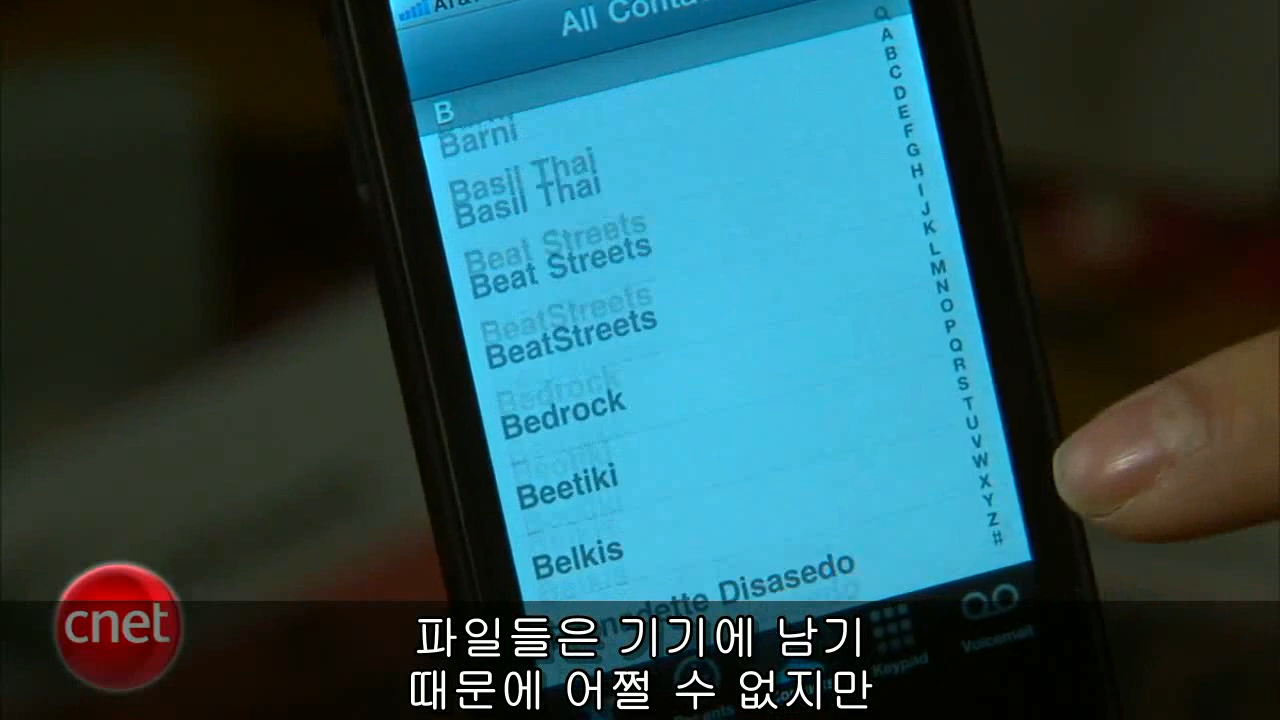 All
B
Barni
Basil Thai
Beat Streets
BeatStreets
Bedrock
Beetiki
Belkis
Disasedo
A
B
C
D
E
F
G
H
I
J
K
L
M
N
O
P
Q
R
S
T
U
V
W
X
Y
Z
#
Keypad
Voicemail
cnet
파일들은 기기에 남기
때문에 어쩔 수 없지만